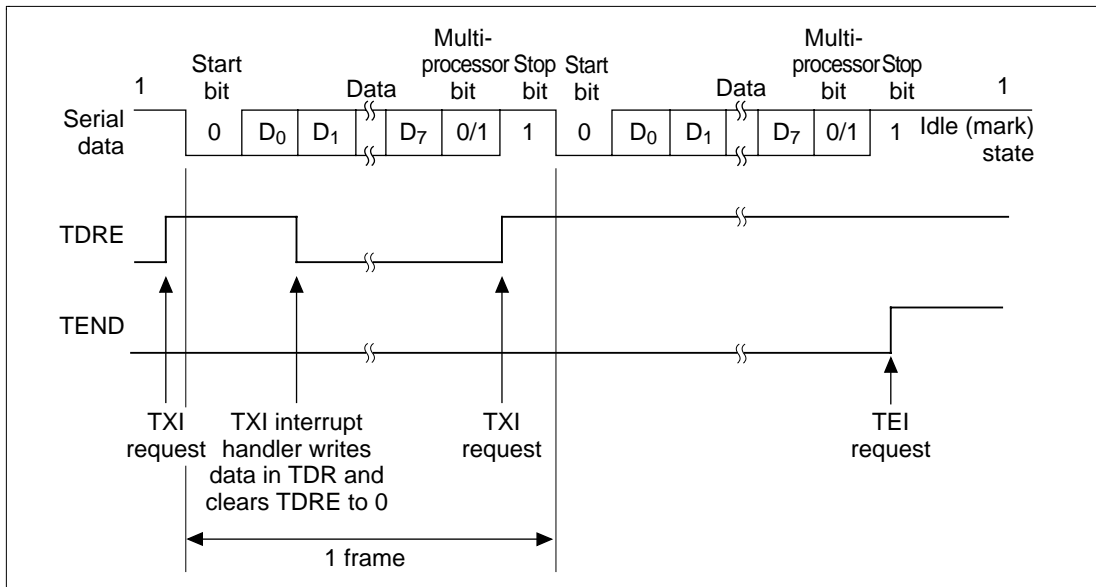 Multi-
processor
bit
Start
bit
Stop
bit
Start
bit
Multi-
processor
bit
Stop
bit
1
Data
Data
1
Serial
data
0
D0
D1
D7
0/1
1
0
D0
D1
D7
0/1
1
Idle (mark)
state
TDRE
TEND
TXI
request
TXI interrupt
handler writes
data in TDR and
clears TDRE to 0
TXI
request
TEI
request
1 frame